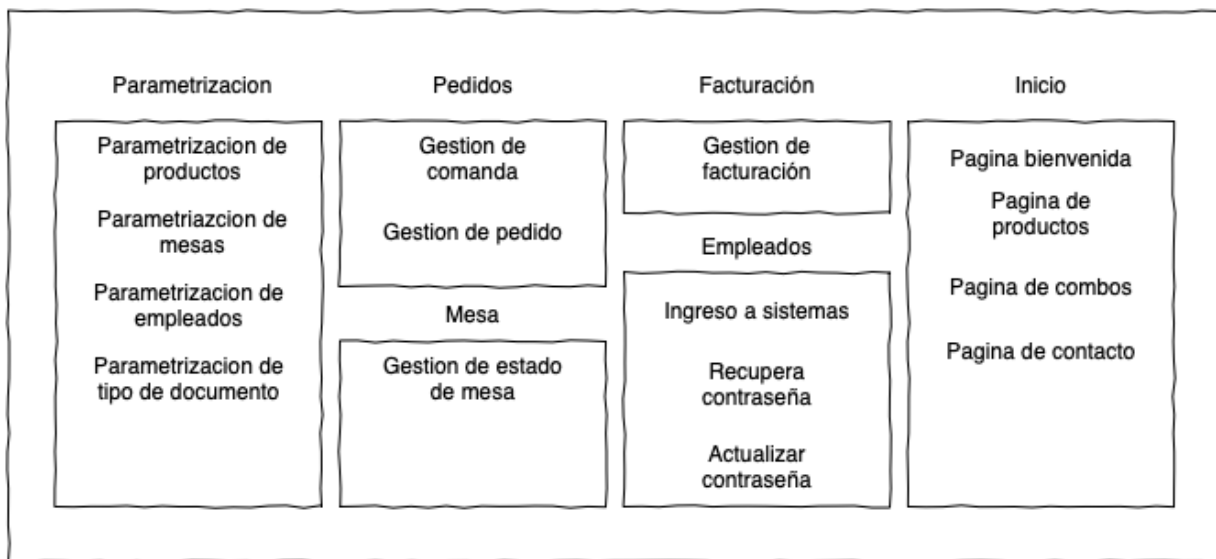 Parametrizacion
Parametrizacion de
productos
Parametriazcion de
mesas
Parametrizacion de
empleados
Parametrizacion de
tipo de documento
Pedidos
Gestion de
comanda
Gestion de pedido
Mesa
Gestion de estado
de mesa
Facturación
Gestion de
facturación
Empleados
Ingreso a sistemas
Recupera
contraseña
Actualizar
contraseña
Inicio
Pagina bienvenida
Pagina de
productos
Pagina de combos
Pagina de contacto